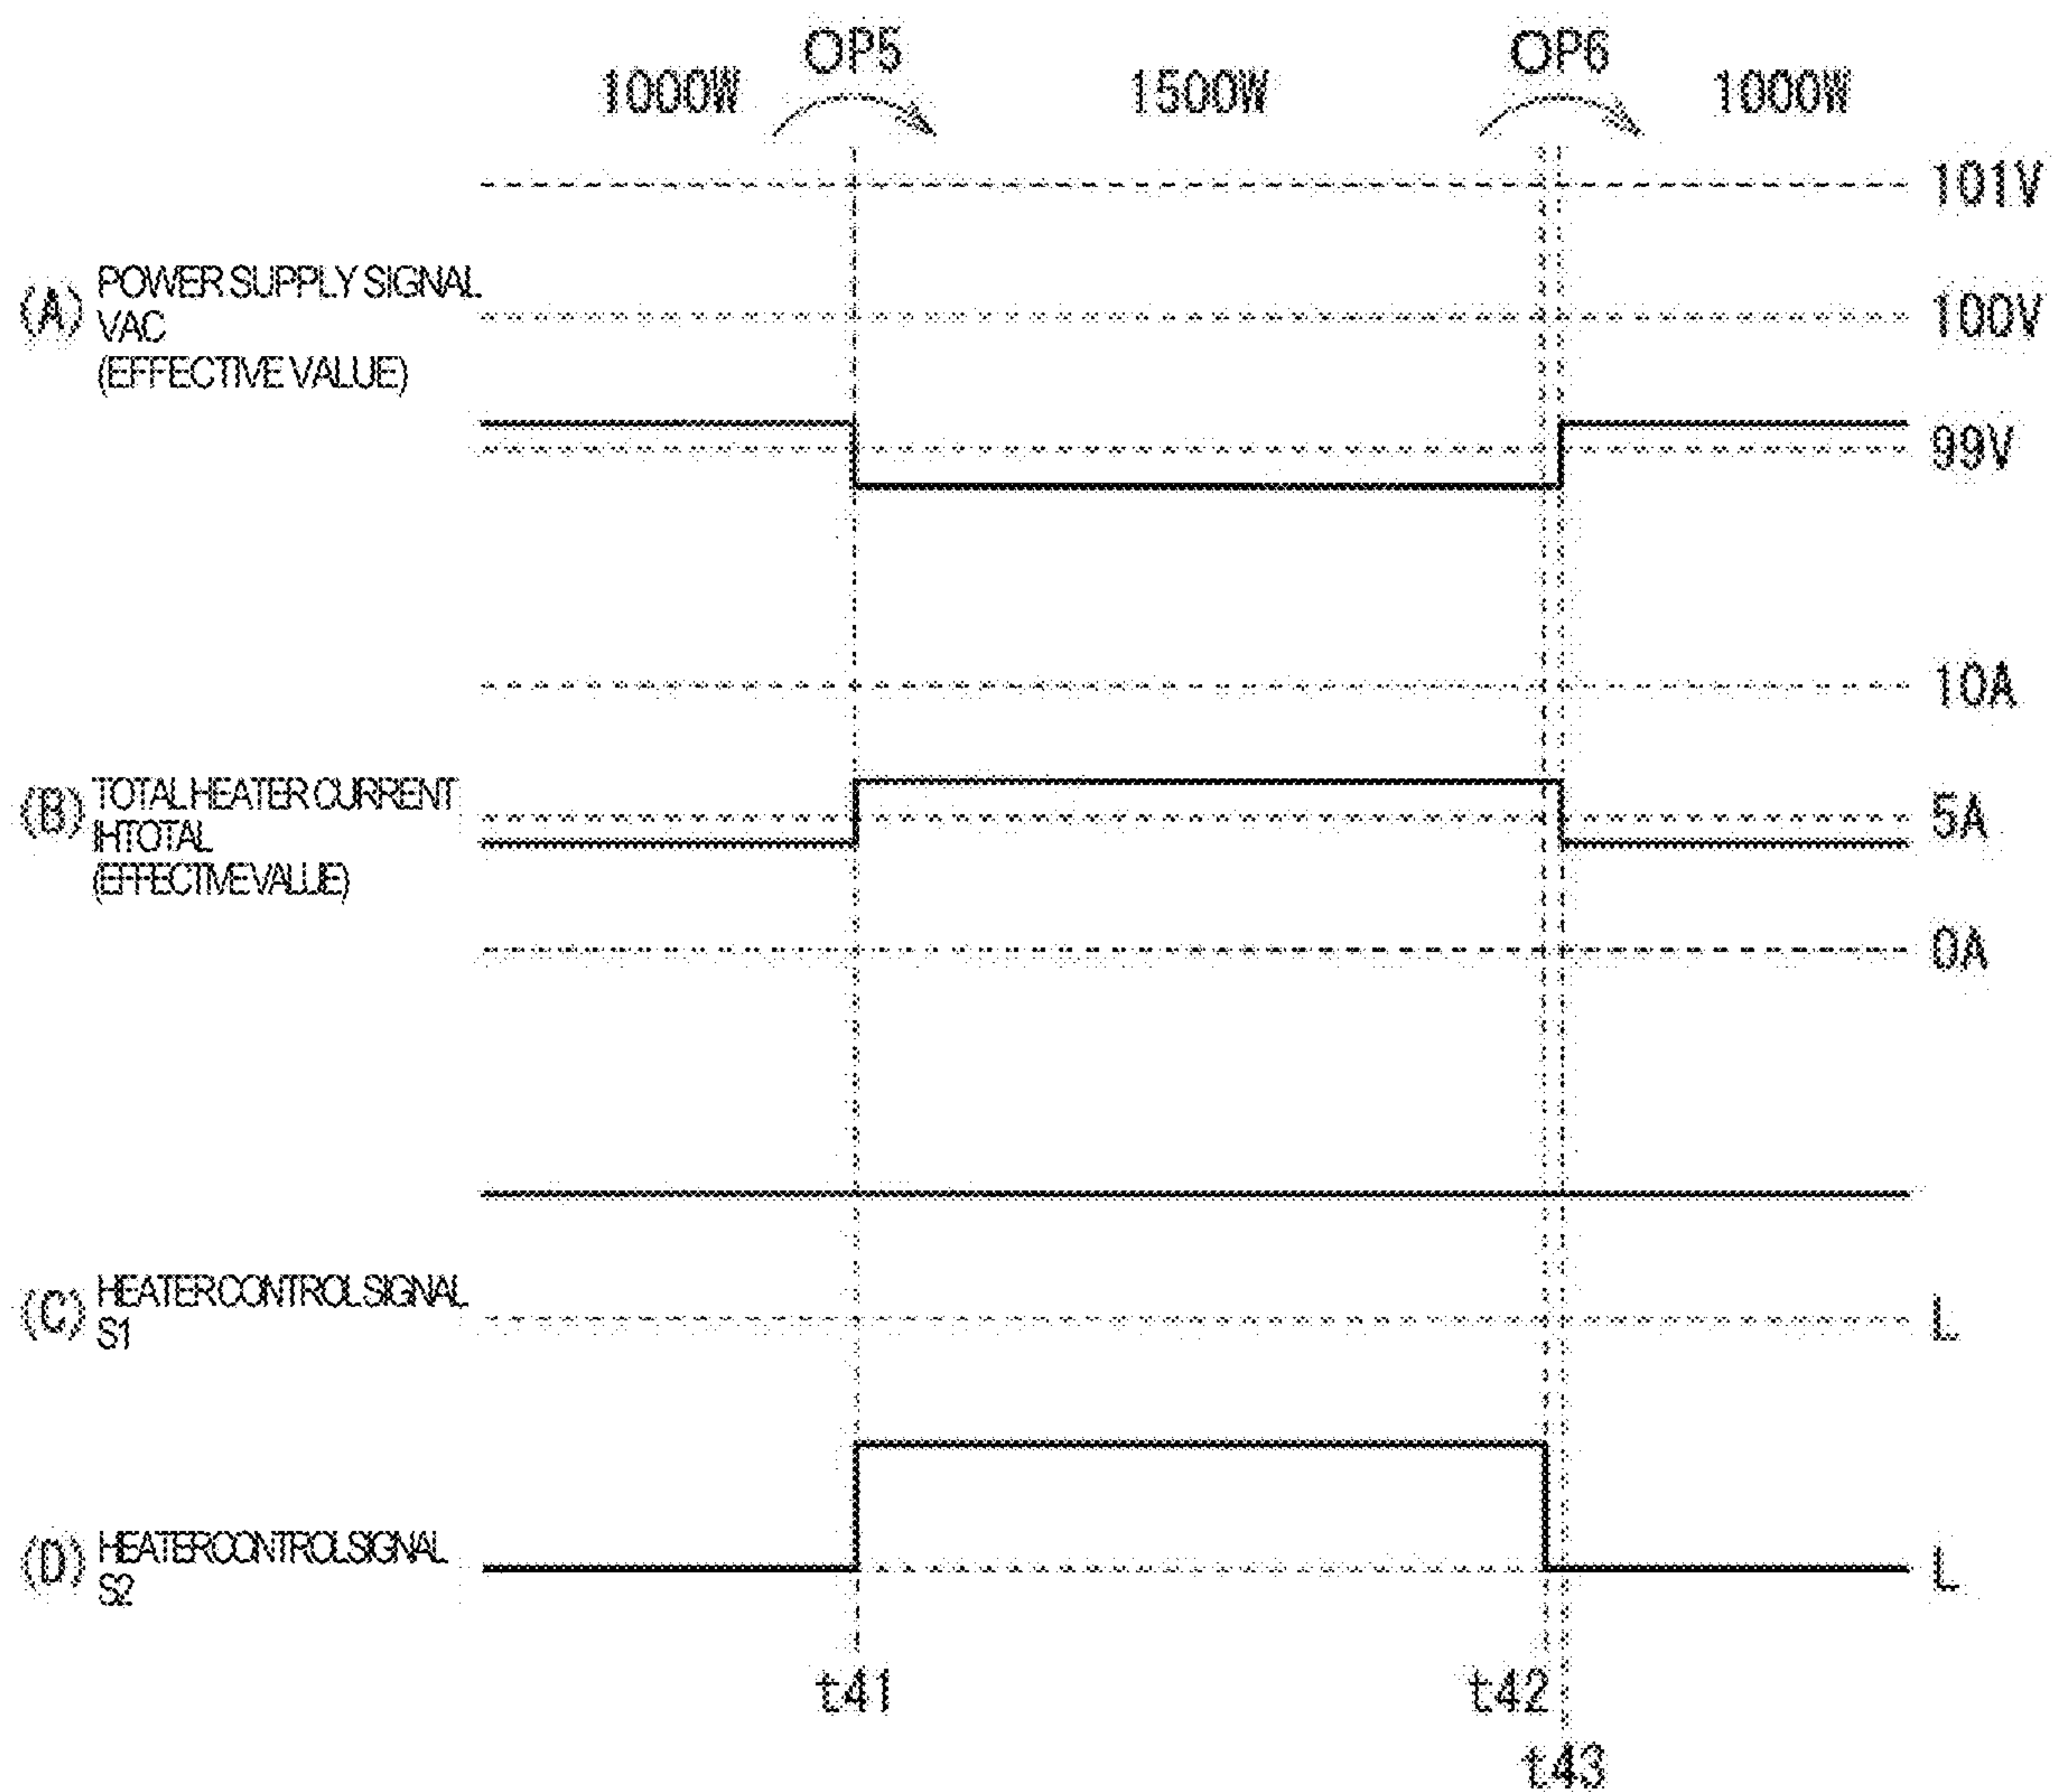 OP5
OP6
1000W
1500W
1000W
101V
(A) POWER SUPPLY SIGNAL
VAC
(EFFECTIVE VALUE)
100V
99V
10A
(B) TOTAL HEATER CURRENT
IHTOTAL
(EFFECTIVE VALUE)
5A
0A
(C) HEATER CONTROL SIGNAL
S1
L
(D) HEATER CONTROL SIGNAL
S2
L
t41
t42
t43